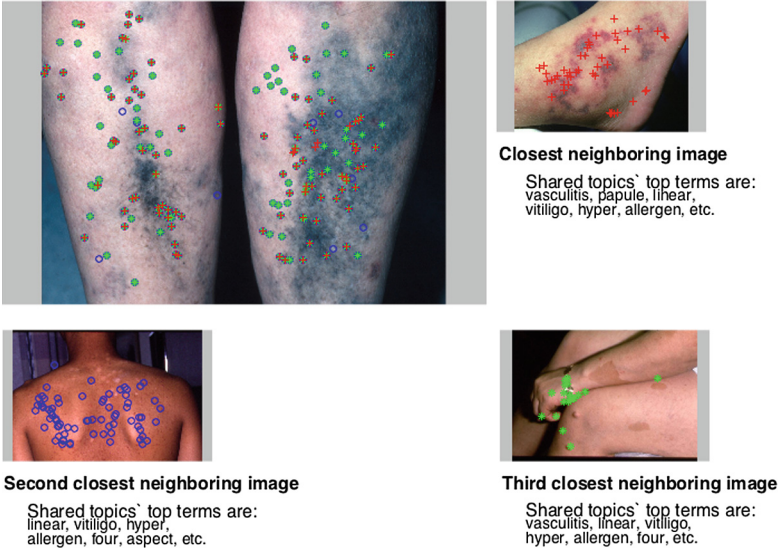 Closest neighboring image
Shared topics` top terms are:
vasculitis, papule, linear,
vitiligo, hyper, allergen, etc.
Second closest neighboring image
Shared topics` top terms are:
linear, vitiligo, hyper,
allergen, four, aspect, etc.
Third closest neighboring image
Shared topics` top terms are:
vasculitis, linear, vitlligo,
hyper, allergen, four, etc.